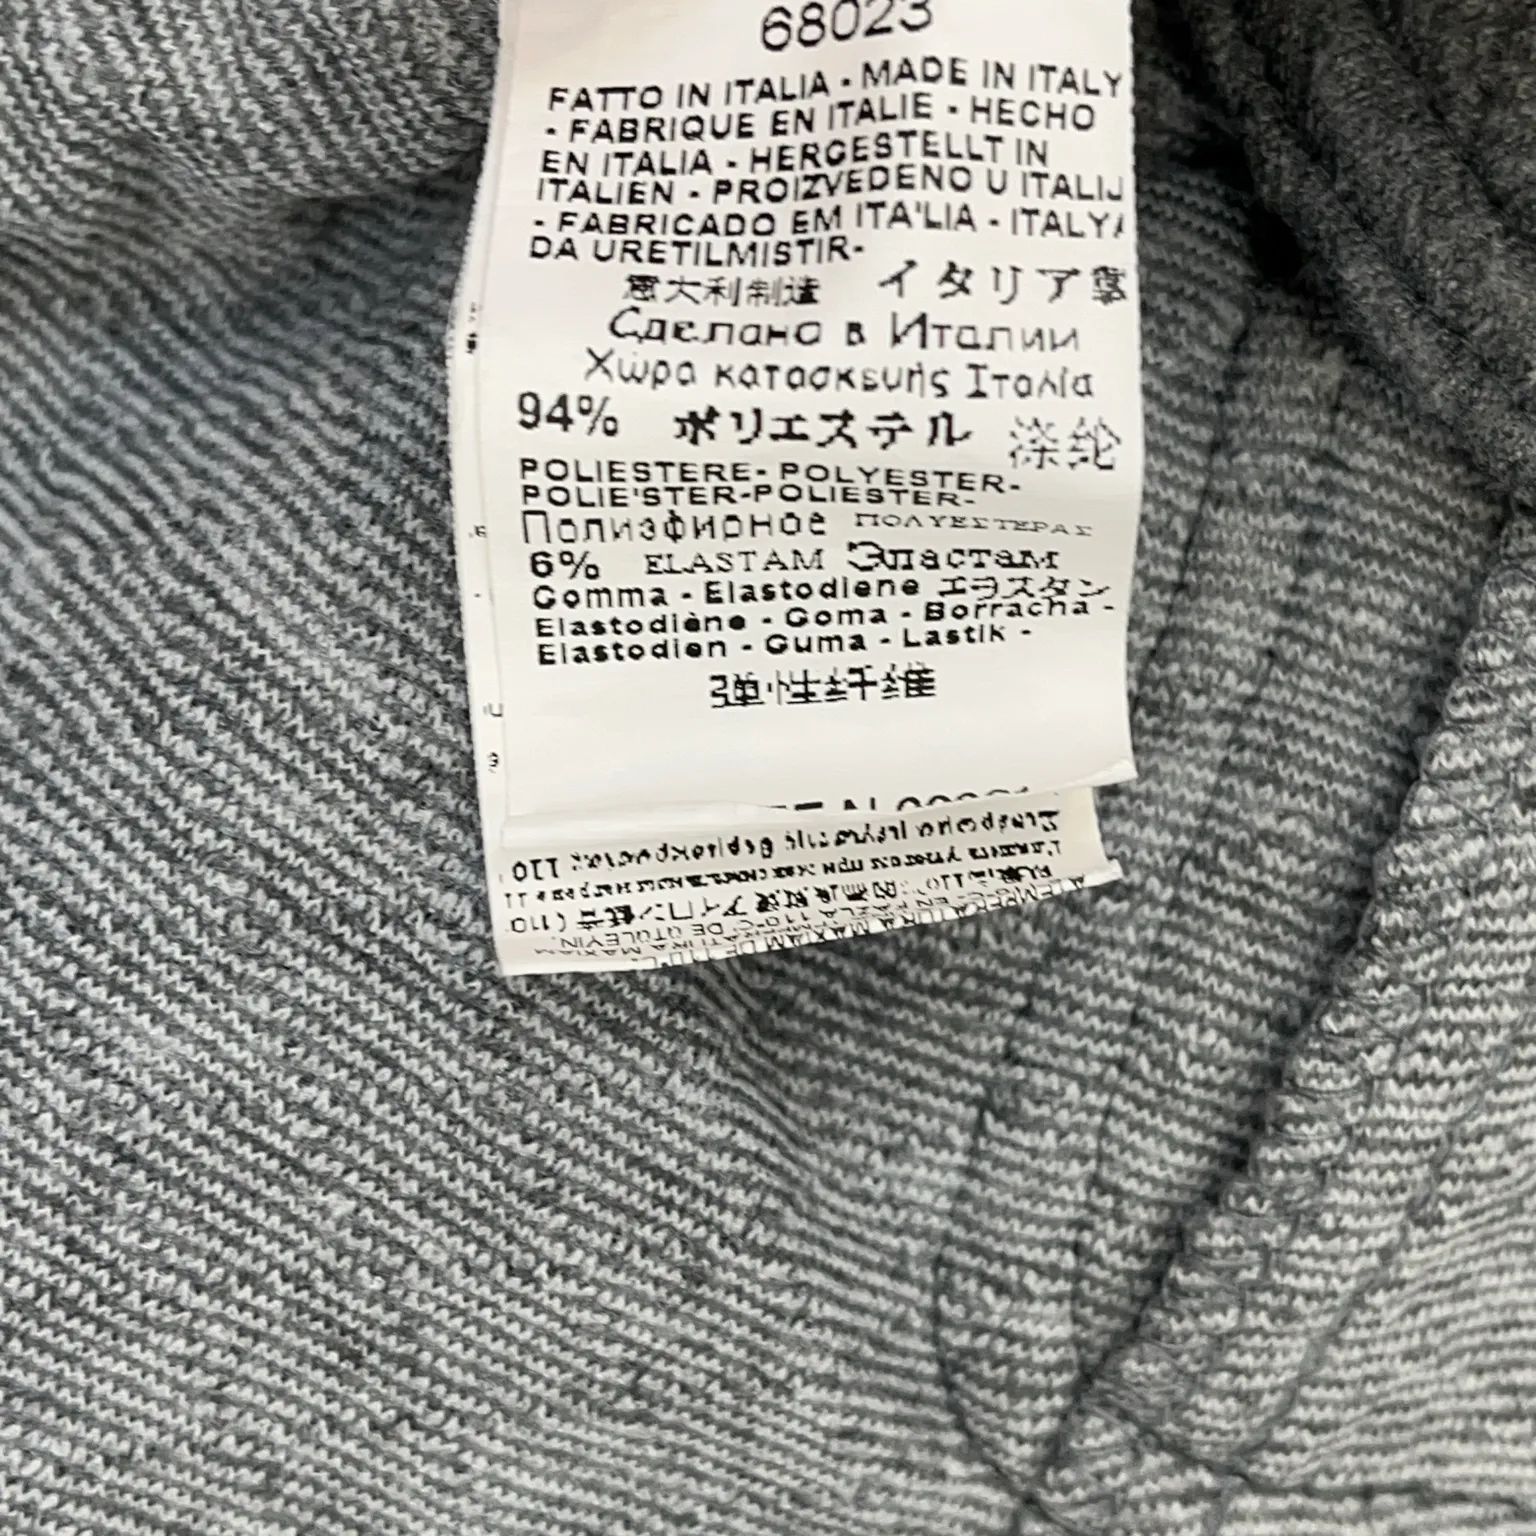 68023
FATTO IN ITALIA - MADE IN ITALY
- FABRIQUE EN ITALIE - HECHO
EN ITALIA - HERGESTELLT IN
ITALIEN - PROIZVEDENO U ITALIJ
- FABRICADO EM ITA'LIA - ITALYA
DA URETILMISTIR-
意大利制造 イタリア製
Сделано в Италии
Χώρα κατασκευής Ιταλία
94% ポリエステル 涤纶
POLIESTERE- POLYESTER-
POLIE'STER-POLIESTER-
Полиэфирное ΠΟΛΥΕΣΤΕΡΑΣ
6% ELASTAM Эластам
Gomma - Elastodiene エラスタン
Elastodiène - Goma - Borracha -
Elastodien - Guma - Lastik -
弹性纤维